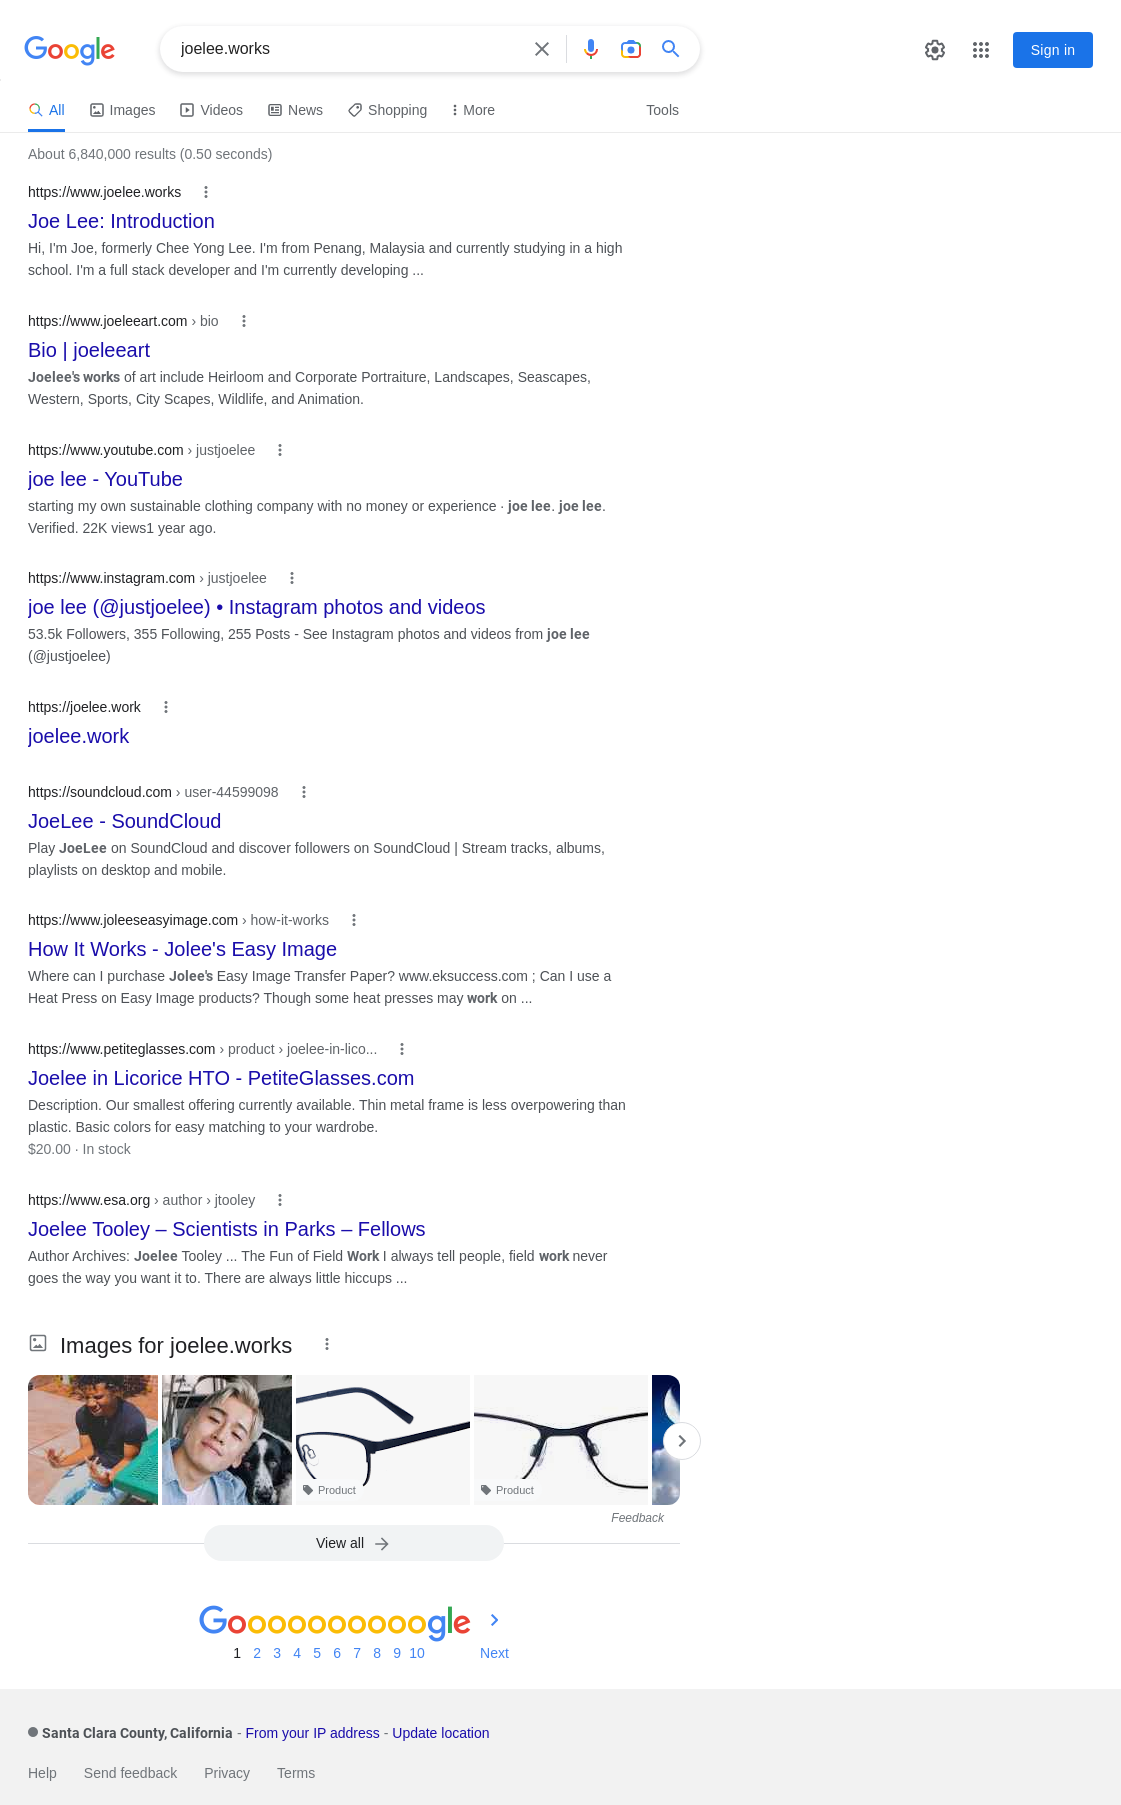 Google
joelee.works
Sign in
All
Images
Videos
News
Shopping
More
Tools
About 6,840,000 results (0.50 seconds)
https://www.joelee.works
Joe Lee: Introduction
Hi, I'm Joe, formerly Chee Yong Lee. I'm from Penang, Malaysia and currently studying in a high
school. I'm a full stack developer and I'm currently developing ...
https://www.joeleeart.com › bio
Bio | joeleeart
Joelee's works of art include Heirloom and Corporate Portraiture, Landscapes, Seascapes,
Western, Sports, City Scapes, Wildlife, and Animation.
https://www.youtube.com › justjoelee
joe lee - YouTube
starting my own sustainable clothing company with no money or experience · joe lee. joe lee.
Verified. 22K views1 year ago.
https://www.instagram.com › justjoelee
joe lee (@justjoelee) • Instagram photos and videos
53.5k Followers, 355 Following, 255 Posts - See Instagram photos and videos from joe lee
(@justjoelee)
https://joelee.work
joelee.work
https://soundcloud.com › user-44599098
JoeLee - SoundCloud
Play JoeLee on SoundCloud and discover followers on SoundCloud | Stream tracks, albums,
playlists on desktop and mobile.
https://www.joleeseasyimage.com › how-it-works
How It Works - Jolee's Easy Image
Where can I purchase Jolee's Easy Image Transfer Paper? www.eksuccess.com ; Can I use a
Heat Press on Easy Image products? Though some heat presses may work on ...
https://www.petiteglasses.com › product › joelee-in-lico...
Joelee in Licorice HTO - PetiteGlasses.com
Description. Our smallest offering currently available. Thin metal frame is less overpowering than
plastic. Basic colors for easy matching to your wardrobe.
$20.00 · In stock
https://www.esa.org › author › jtooley
Joelee Tooley – Scientists in Parks – Fellows
Author Archives: Joelee Tooley ... The Fun of Field Work I always tell people, field work never
goes the way you want it to. There are always little hiccups ...
Images for joelee.works
Product
Product
Feedback
View all
Goooooooooogle
1 2 3 4 5 6 7 8 9 10 Next
Santa Clara County, California - From your IP address - Update location
Help Send feedback Privacy Terms